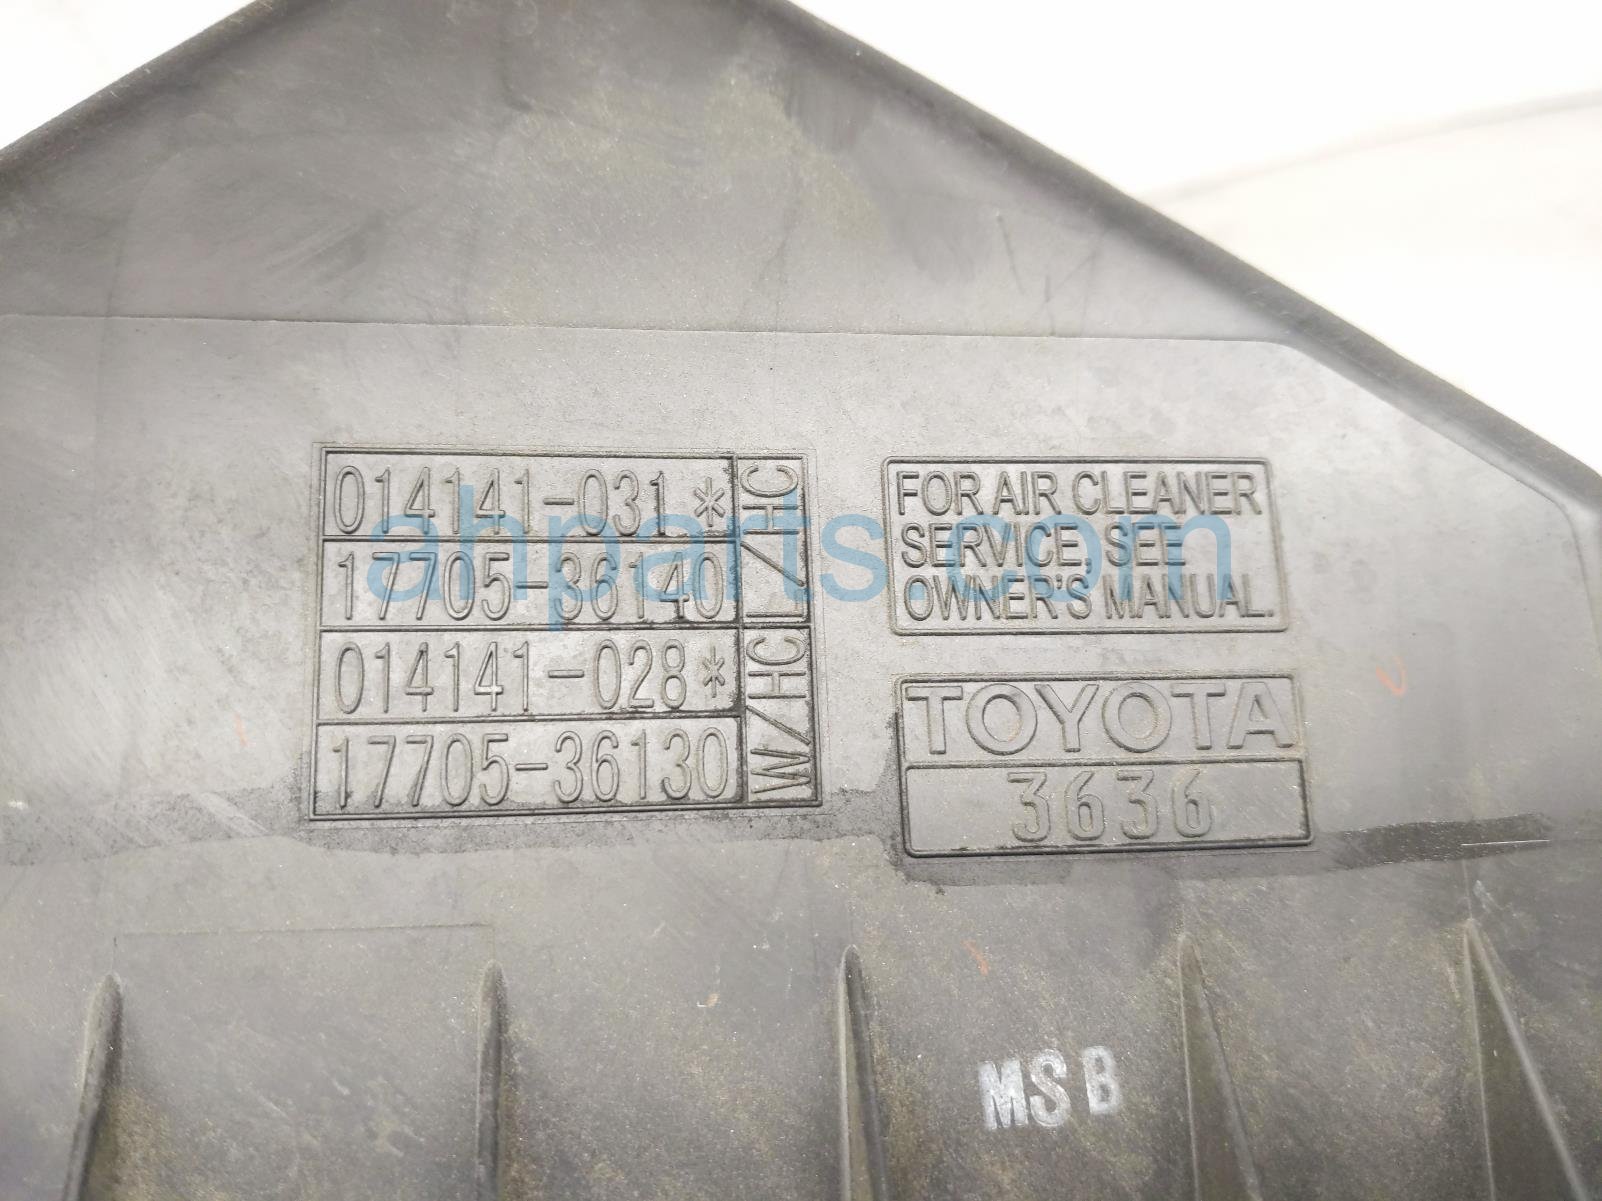 014141-031* L/HC
17705-36140
014141-028* W/HC
17705-36130
FOR AIR CLEANER
SERVICE, SEE
OWNER'S MANUAL.
TOYOTA
3636
MSB
ahparts.com